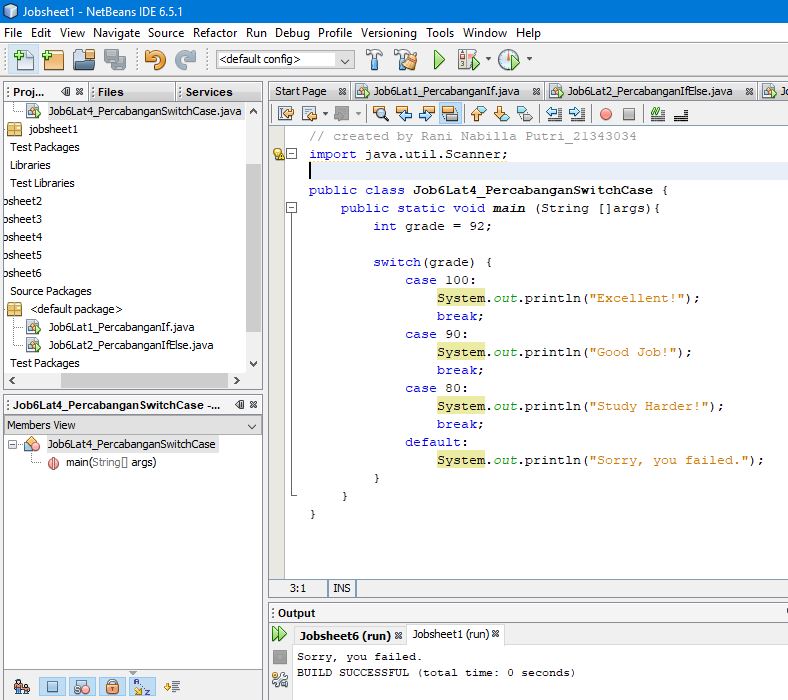 Jobsheet1 - NetBeans IDE 6.5.1
File Edit View Navigate Source Refactor Run Debug Profile Versioning Tools Window Help
<default config>
Proj... Files Services
Job6Lat4_PercabanganSwitchCase.java
jobsheet1
Test Packages
Libraries
Test Libraries
obsheet2
obsheet3
obsheet4
obsheet5
obsheet6
Source Packages
<default package>
Job6Lat1_PercabanganIf.java
Job6Lat2_PercabanganIfElse.java
Test Packages
Job6Lat4_PercabanganSwitchCase -...
Members View
Job6Lat4_PercabanganSwitchCase
main(String[] args)
Start Page Job6Lat1_PercabanganIf.java Job6Lat2_PercabanganIfElse.java Jo
// created by Rani Nabilla Putri_21343034
import java.util.Scanner;
public class Job6Lat4_PercabanganSwitchCase {
public static void main (String []args){
int grade = 92;
switch(grade) {
case 100:
System.out.println("Excellent!");
break;
case 90:
System.out.println("Good Job!");
break;
case 80:
System.out.println("Study Harder!");
break;
default:
System.out.println("Sorry, you failed.");
}
}
}
3:1 INS
Output
Jobsheet6 (run) Jobsheet1 (run)
Sorry, you failed.
BUILD SUCCESSFUL (total time: 0 seconds)